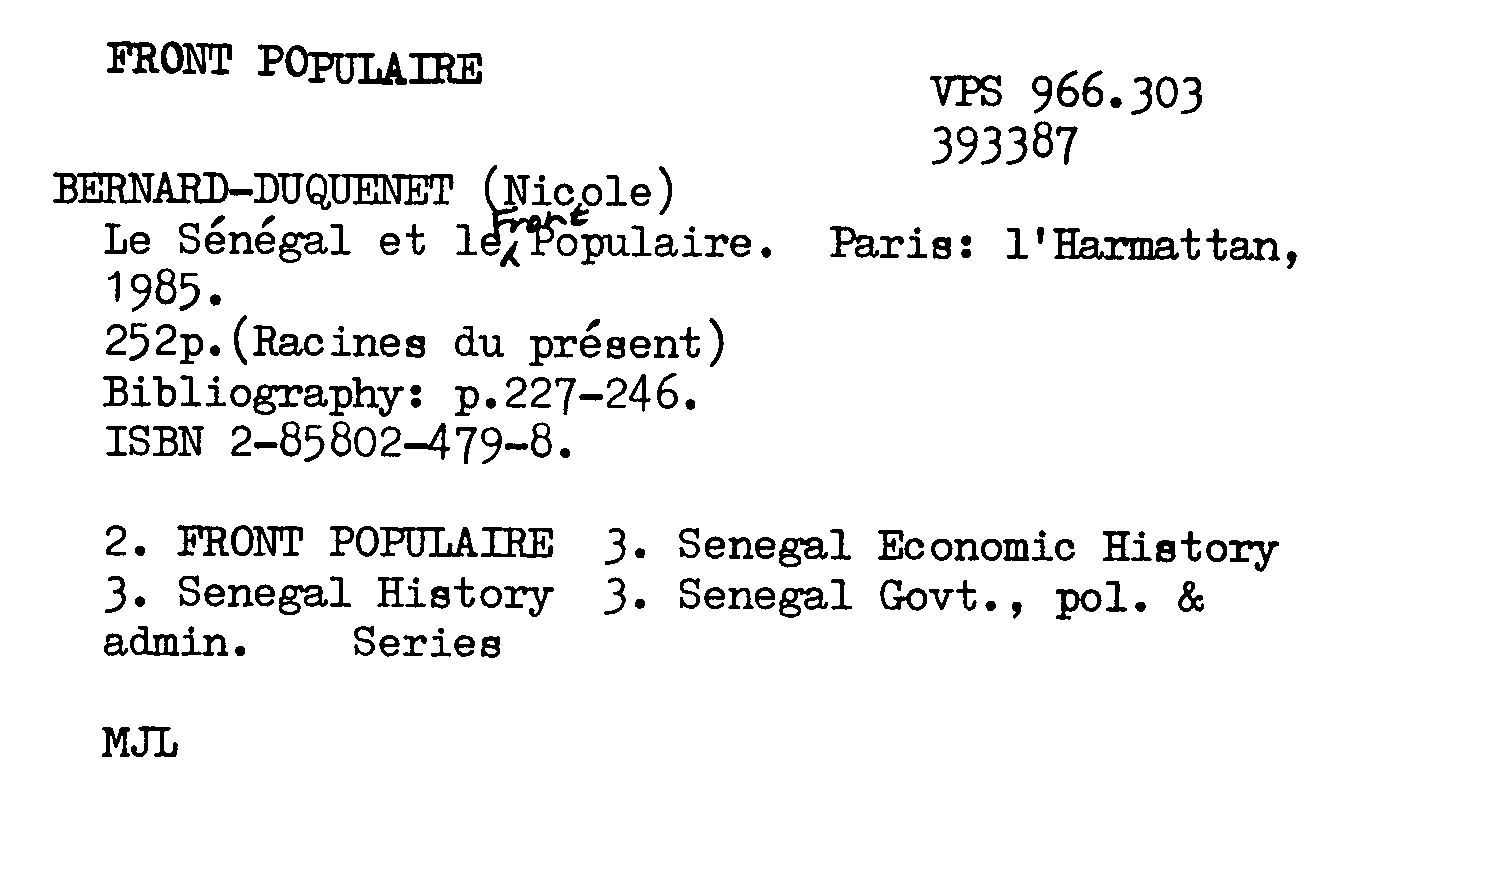 FRONT POPULAIRE
VPS 966.303
393387
BERNARD-DUQUENET (Nicole)
Le Sénégal et le Front Populaire. Paris: l'Harmattan,
1985.
252p.(Racines du présent)
Bibliography: p.227-246.
ISBN 2-85802-479-8.
2. FRONT POPULAIRE 3. Senegal Economic History
3. Senegal History 3. Senegal Govt., pol. &
admin. Series
MJL